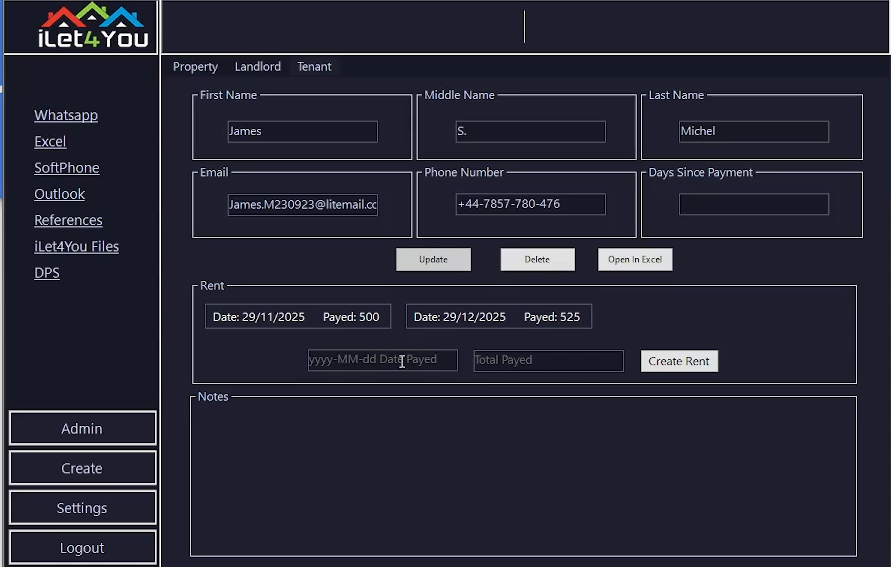 iLet4You
Property Landlord Tenant
Whatsapp
Excel
SoftPhone
Outlook
References
iLet4You Files
DPS
Admin
Create
Settings
Logout
First Name
James
Middle Name
S.
Last Name
Michel
Email
James.M230923@litemail.cc
Phone Number
+44-7857-780-476
Days Since Payment
Update Delete Open In Excel
Rent
Date: 29/11/2025 Payed: 500 Date: 29/12/2025 Payed: 525
yyyy-MM-dd Date Payed Total Payed Create Rent
Notes